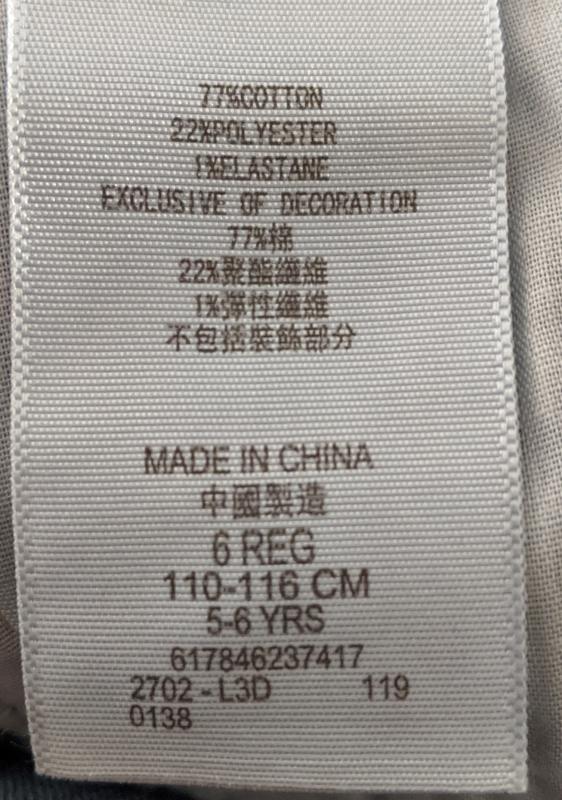 77%COTTON
22%POLYESTER
1%ELASTANE
EXCLUSIVE OF DECORATION
77%棉
22%聚酯纖維
1%彈性纖維
不包括裝飾部分
MADE IN CHINA
中國製造
6 REG
110-116 CM
5-6 YRS
617846237417
2702 - L3D 119
0138